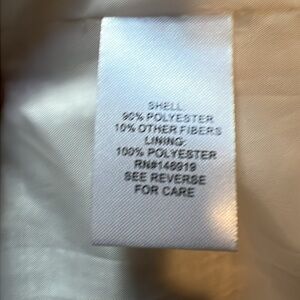 SHELL
90% POLYESTER
10% OTHER FIBERS
LINING:
100% POLYESTER
RN#146919
SEE REVERSE
FOR CARE